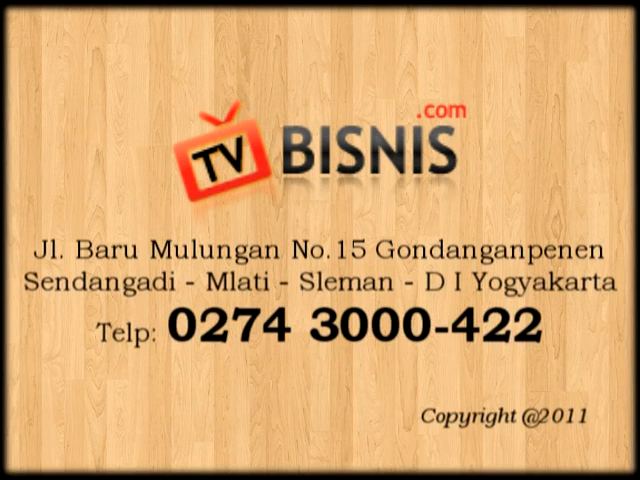 TV BISNIS .com
Jl. Baru Mulungan No.15 Gondanganpenen
Sendangadi - Mlati - Sleman - D I Yogyakarta
Telp: 0274 3000-422
Copyright @2011